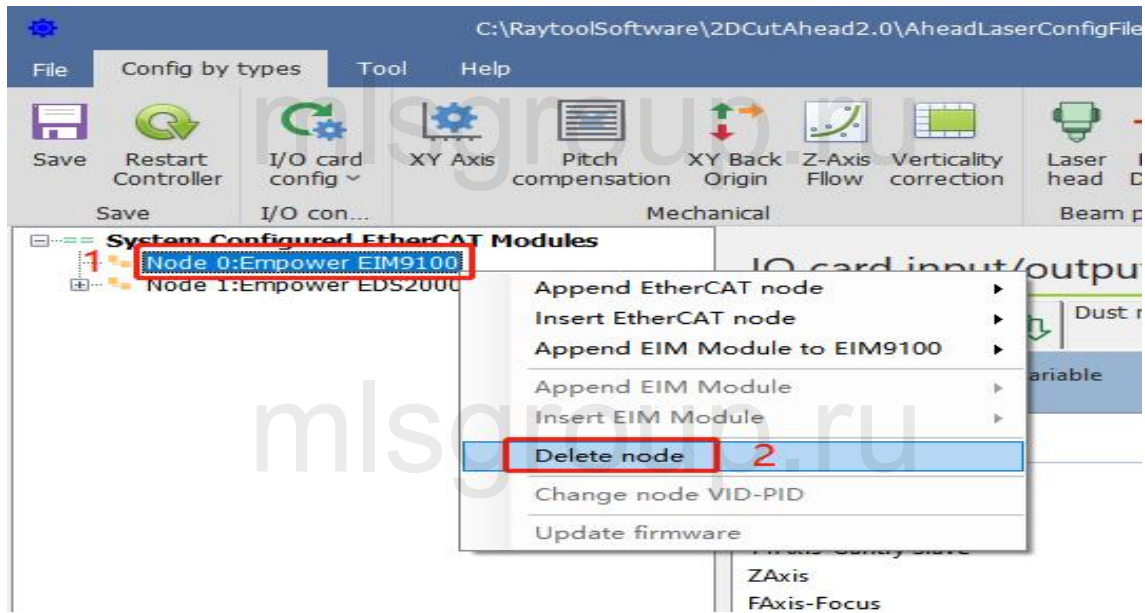 C:\RaytoolSoftware\2DCutAhead2.0\AheadLaserConfigFile
File Config by types Tool Help
Save Restart Controller I/O card config XY Axis Pitch compensation XY Back Origin Z-Axis Fllow Verticality correction Laser head
Save I/O con... Mechanical Beam p
System Configured EtherCAT Modules
1 Node 0:Empower EIM9100
Node 1:Empower EDS2000
IO card input/outpu
Append EtherCAT node
Insert EtherCAT node
Dust r
Append EIM Module to EIM9100
ariable
Append EIM Module
Insert EIM Module
Delete node 2
Change node VID-PID
Update firmware
ZAxis
FAxis-Focus
mlsgroup.ru
mlsgroup.ru